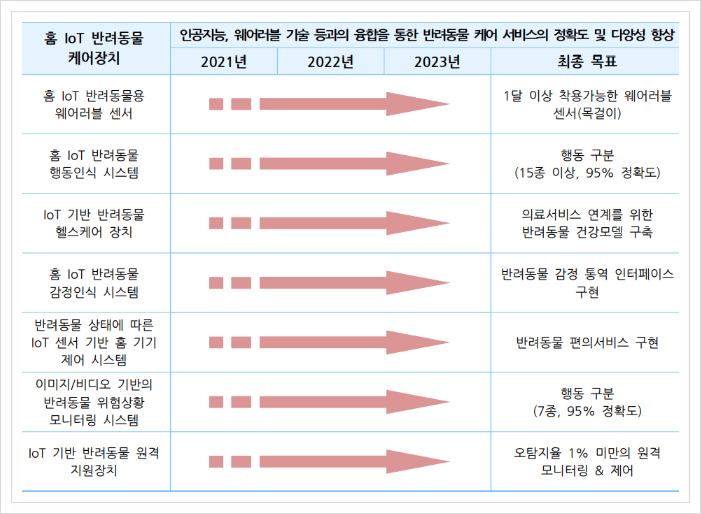 홈 IoT 반려동물
케어장치
인공지능, 웨어러블 기술 등과의 융합을 통한 반려동물 케어 서비스의 정확도 및 다양성 향상
2021년
2022년
2023년
최종 목표
홈 IoT 반려동물용
웨어러블 센서
1달 이상 착용가능한 웨어러블
센서(목걸이)
홈 IoT 반려동물
행동인식 시스템
행동 구분
(15종 이상, 95% 정확도)
IoT 기반 반려동물
헬스케어 장치
의료서비스 연계를 위한
반려동물 건강모델 구축
홈 IoT 반려동물
감정인식 시스템
반려동물 감정 통역 인터페이스
구현
반려동물 상태에 따른
IoT 센서 기반 홈 기기
제어 시스템
반려동물 편의서비스 구현
이미지/비디오 기반의
반려동물 위험상황
모니터링 시스템
행동 구분
(7종, 95% 정확도)
IoT 기반 반려동물 원격
지원장치
오탐지율 1% 미만의 원격
모니터링 & 제어